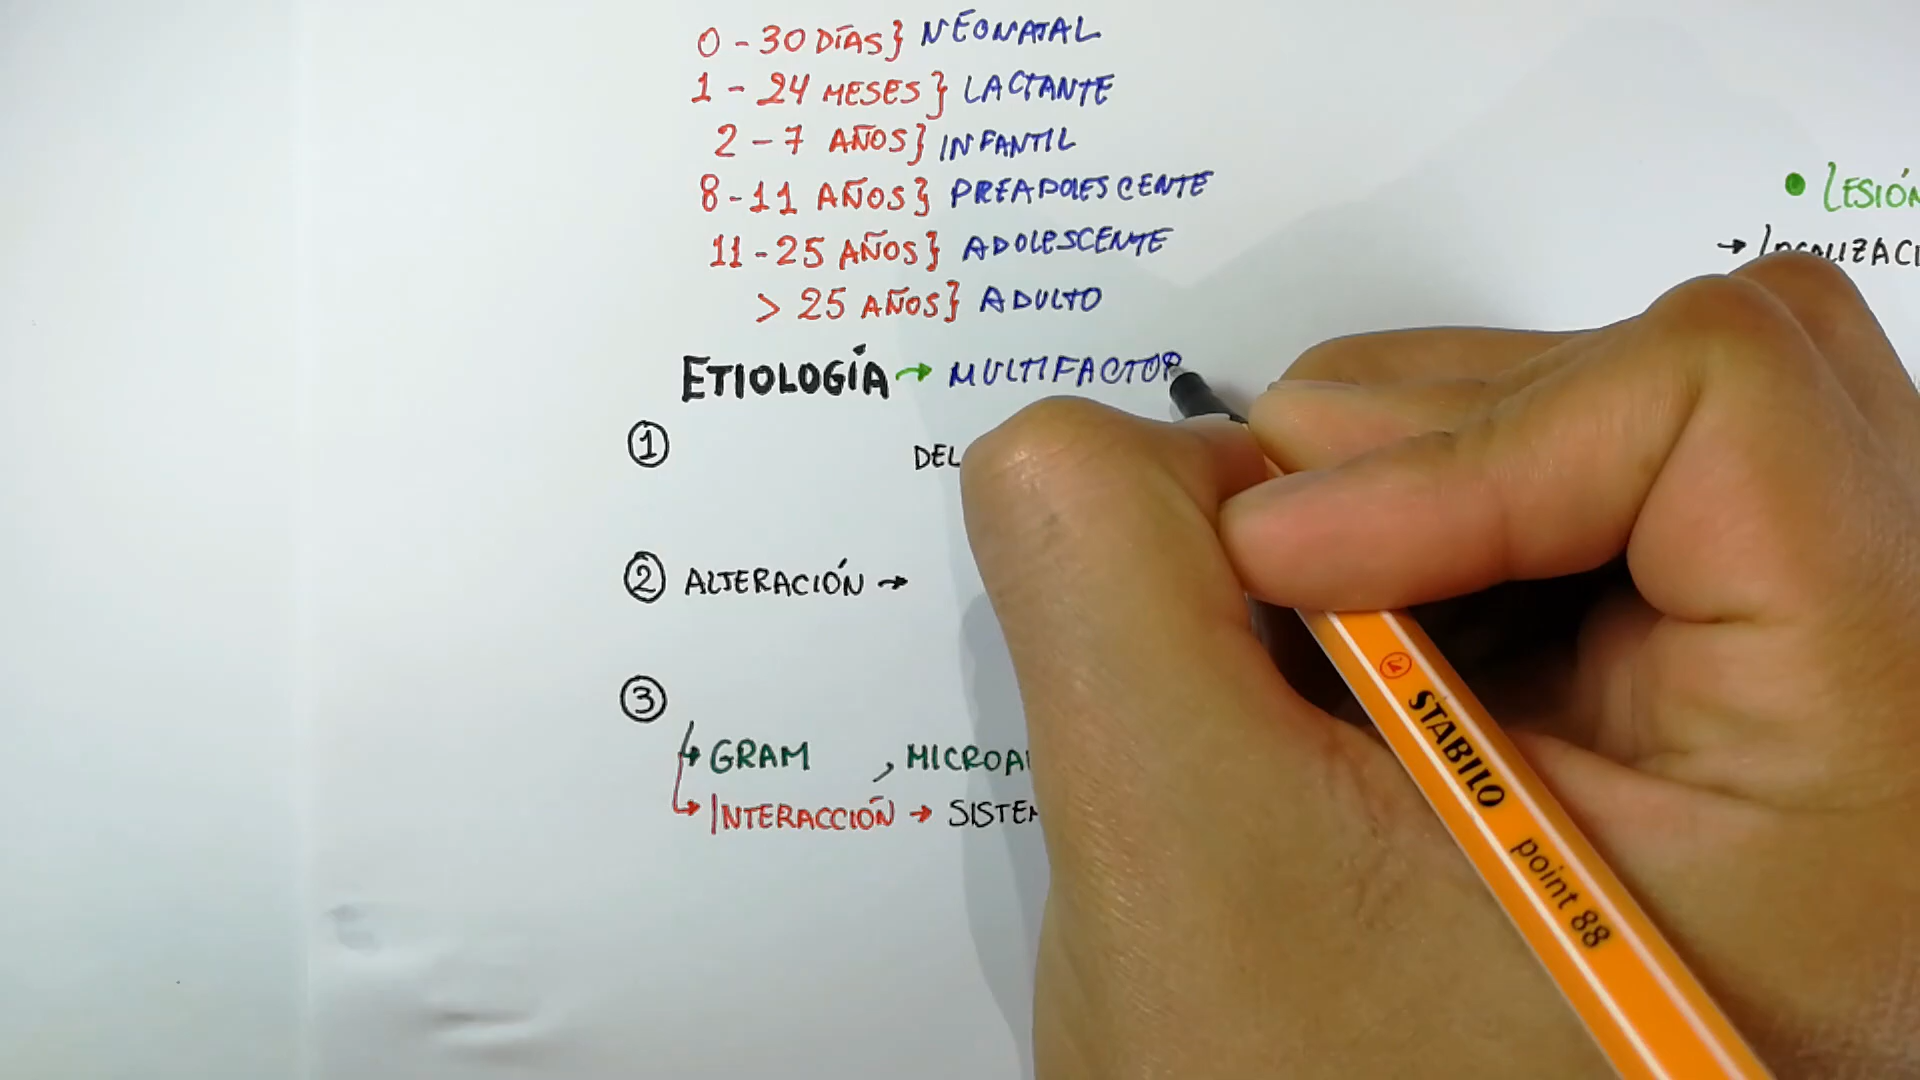 0 - 30 DÍAS} NEONATAL
1 - 24 MESES} LACTANTE
2 - 7 AÑOS} INFANTIL
8 - 11 AÑOS} PREADOLESCENTE
11 - 25 AÑOS} ADOLESCENTE
> 25 AÑOS} ADULTO
ETIOLOGÍA → MULTIFACTOR
① DEL
② ALTERACIÓN →
③
↳ GRAM , MICROA
↳ INTERACCIÓN → SISTE
• LESIÓN
→ LOCALIZACI
STABILO point 88